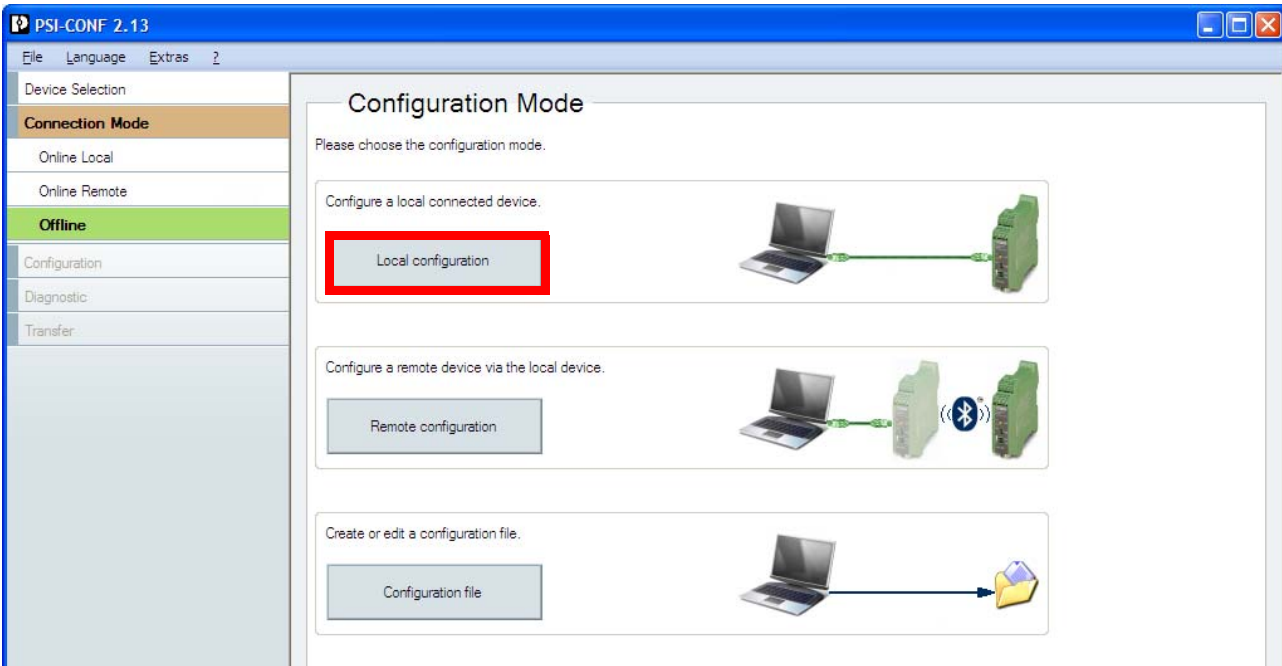 PSI-CONF 2.13
File Language Extras ?
Device Selection
Connection Mode
Online Local
Online Remote
Offline
Configuration
Diagnostic
Transfer
Configuration Mode
Please choose the configuration mode.
Configure a local connected device.
Local configuration
Configure a remote device via the local device.
Remote configuration
Create or edit a configuration file.
Configuration file